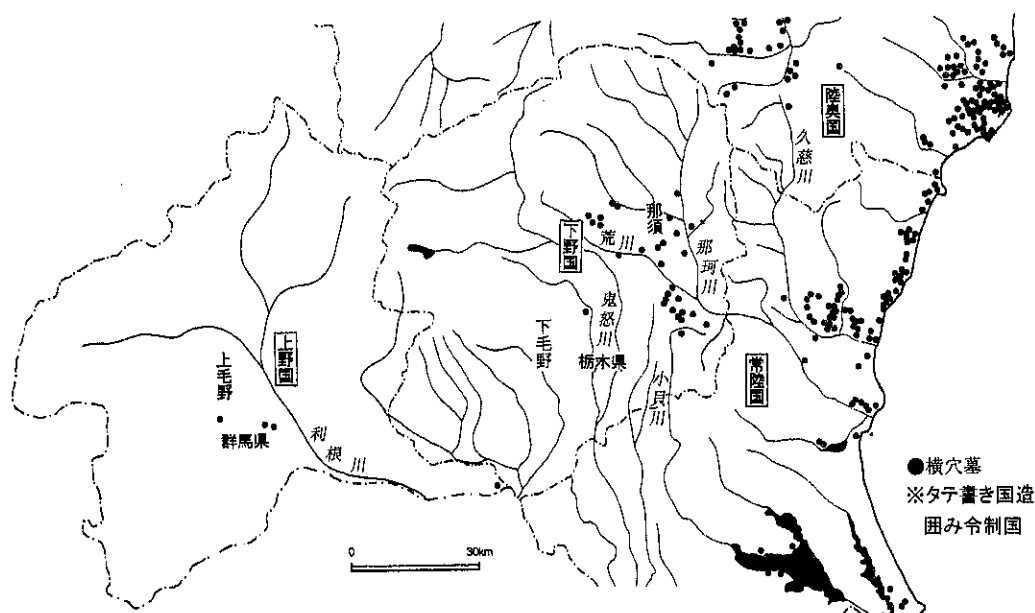 陸奥国
久慈川
那須
荒川
下野国
那珂川
鬼怒川
下毛野
栃木県
上野国
上毛野
小貝川
常陸国
群馬県
利根川
●横穴墓
※タテ書き国造
囲み令制国
0 30km